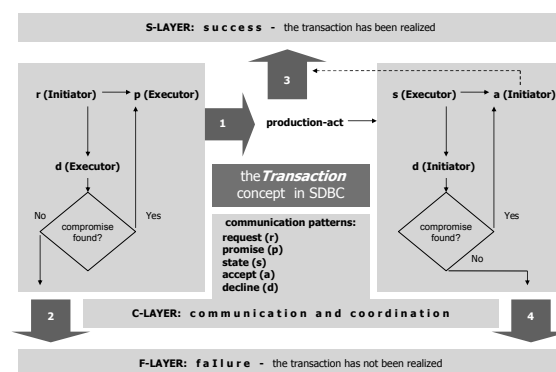 S-LAYER: success - the transaction has been realized
3
r (Initiator) p (Executor)
s (Executor) a (Initiator)
1
production-act
d (Executor)
d (Initiator)
the Transaction
concept in SDBC
No
compromise
found?
Yes
communication patterns:
request (r)
promise (p)
state (s)
accept (a)
decline (d)
compromise
found?
Yes
No
2
C-LAYER: communication and coordination
4
F-LAYER: faIlure - the transaction has not been realized